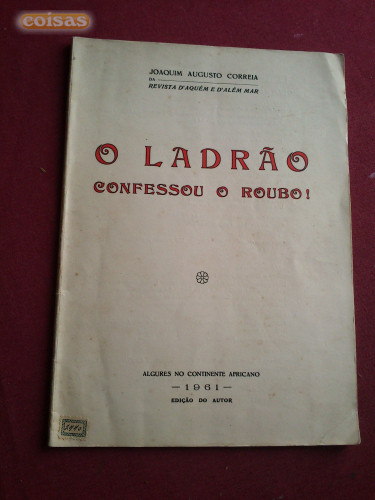 coisas
JOAQUIM AUGUSTO CORREIA
DA
REVISTA D'AQUÉM E D'ALÉM MAR
O LADRÃO
CONFESSOU O ROUBO!
ALGURES NO CONTINENTE AFRICANO
— 1961 —
EDIÇÃO DO AUTOR